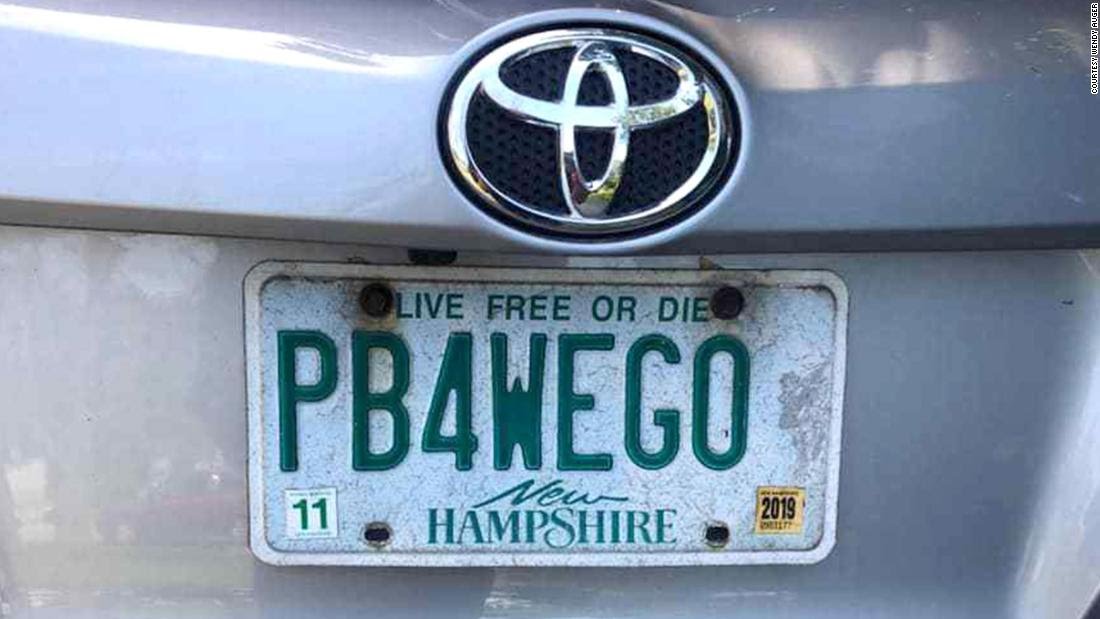 COURTESY WENDY AUGER
LIVE FREE OR DIE
PB4WEGO
New
HAMPSHIRE
11
2019